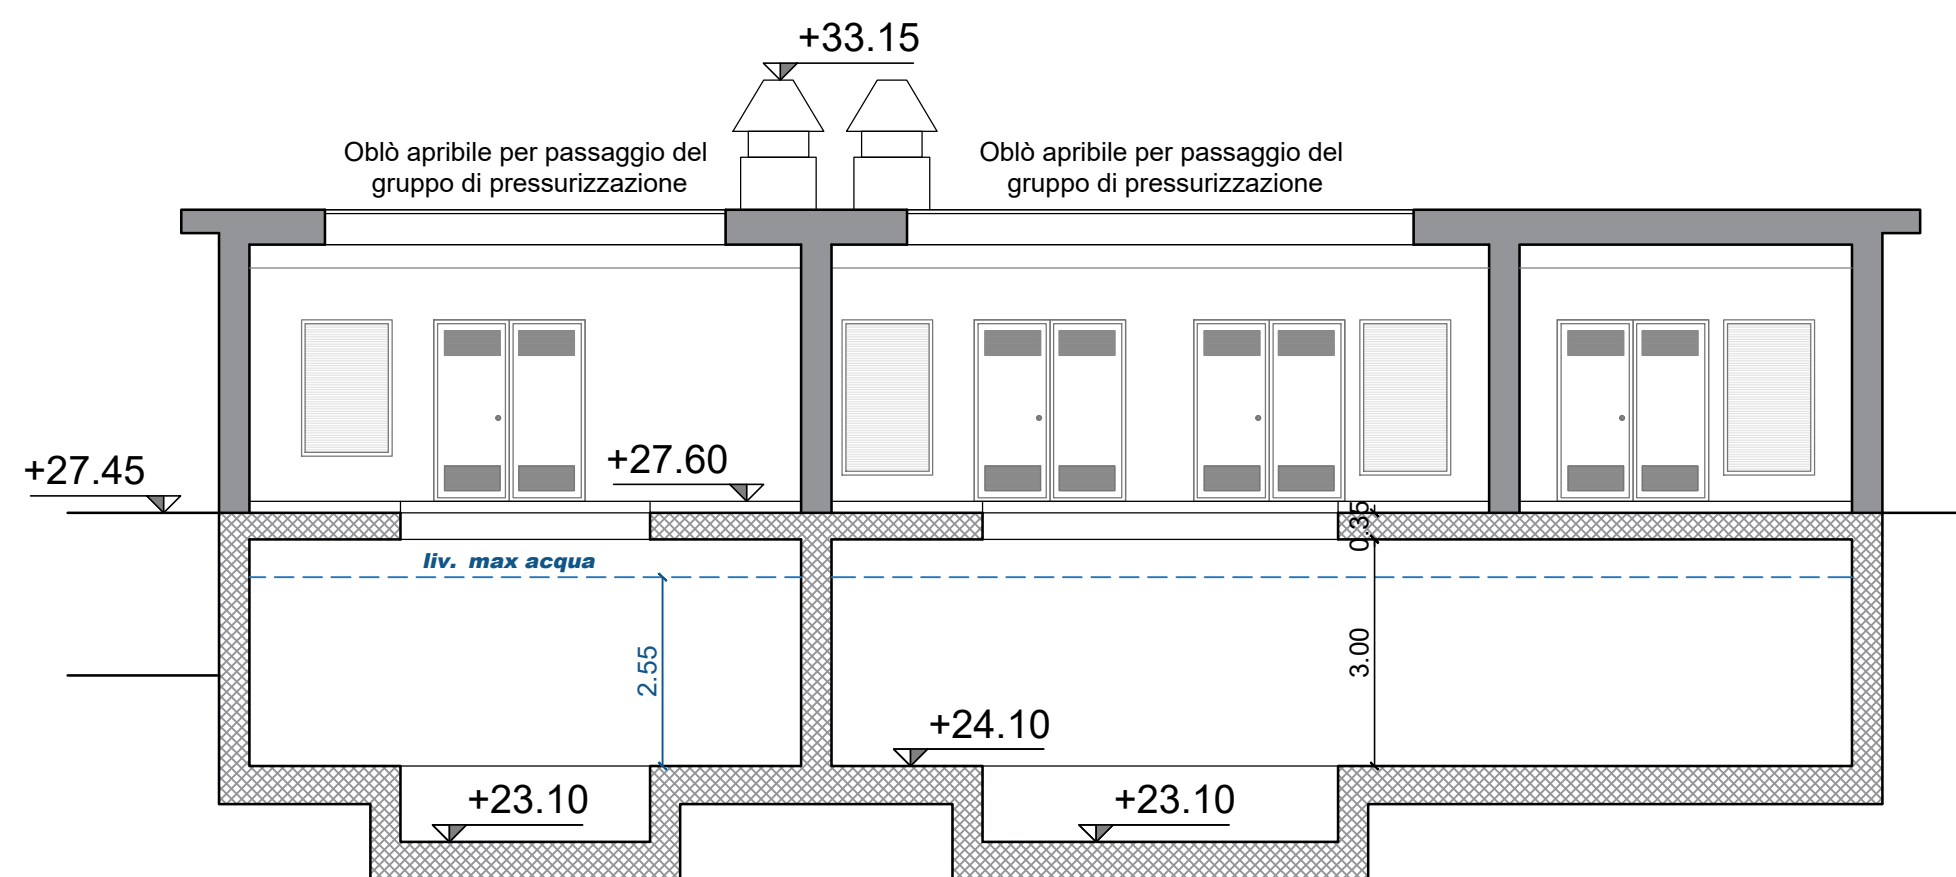 +33.15
Oblò apribile per passaggio del
gruppo di pressurizzazione
Oblò apribile per passaggio del
gruppo di pressurizzazione
+27.45
+27.60
0.35
liv. max acqua
2.55
3.00
+24.10
+23.10
+23.10